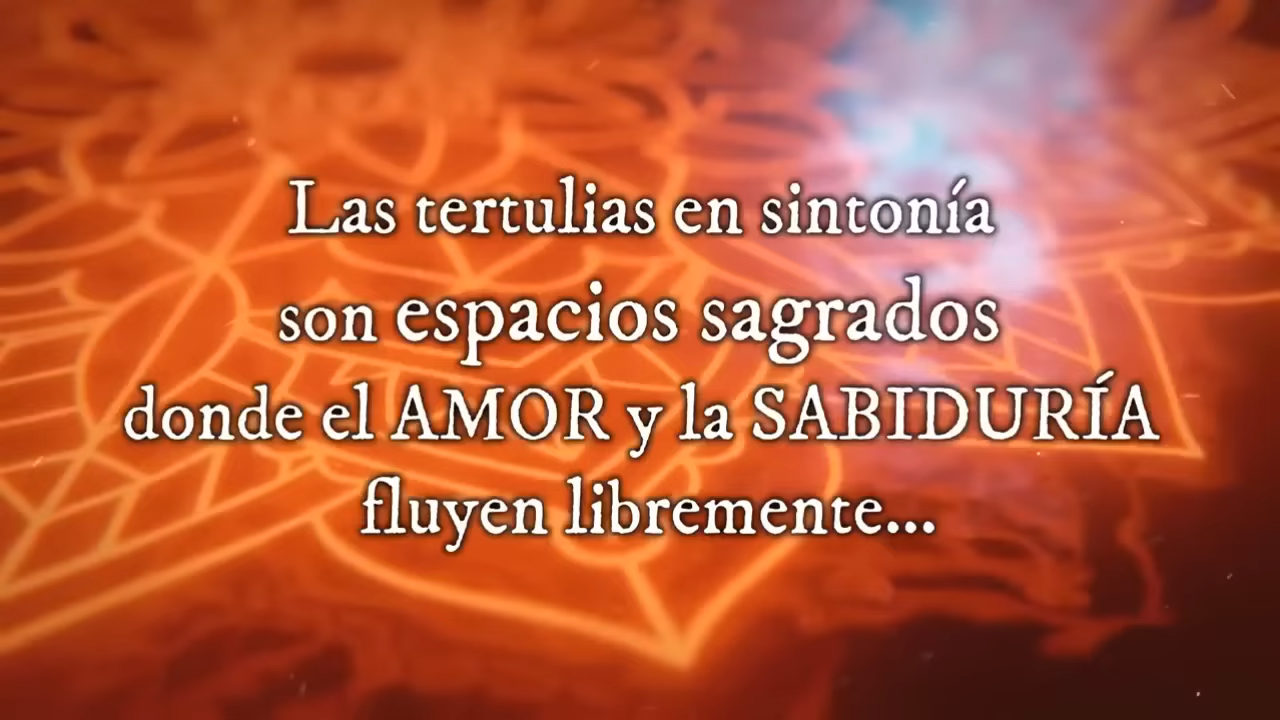 Las tertulias en sintonía
son espacios sagrados
donde el AMOR y la SABIDURÍA
fluyen libremente...